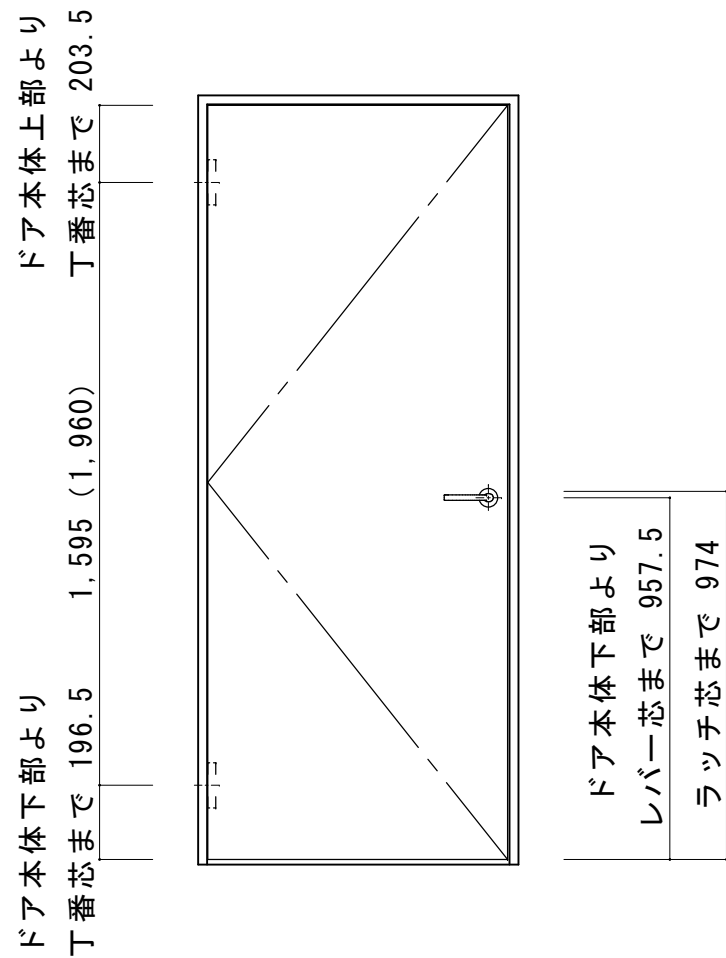 ドア本体上部より
丁番芯まで 203.5
1,595 (1,960)
ドア本体下部より
丁番芯まで 196.5
ドア本体下部より
レバー芯まで 957.5
ラッチ芯まで 974